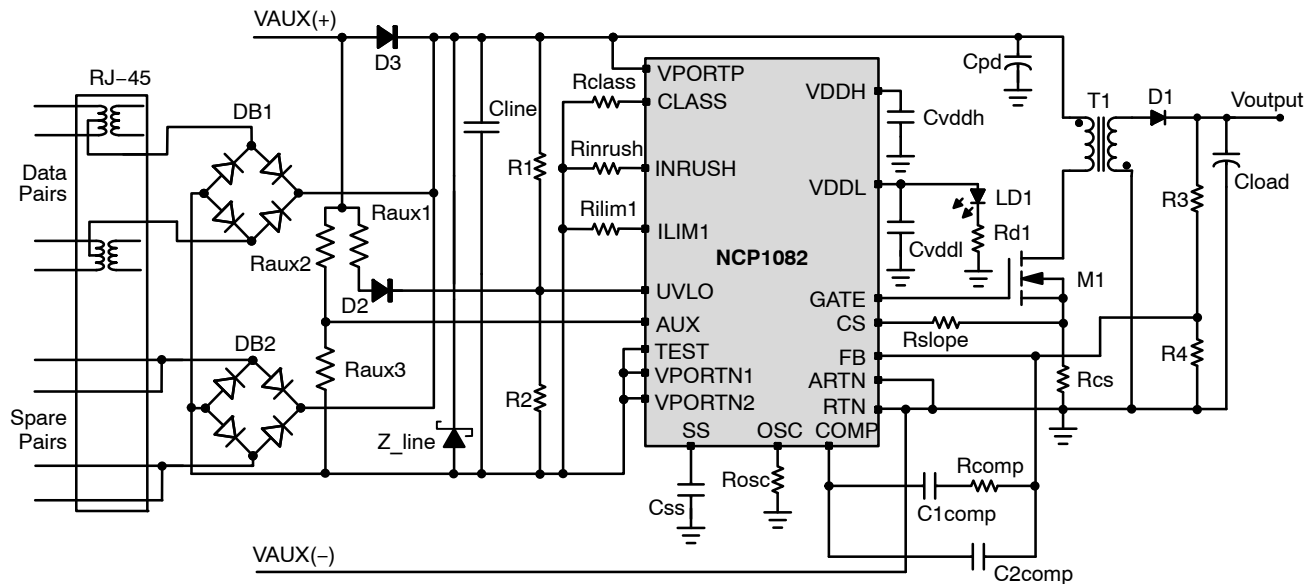 VAUX(+)
D3
RJ−45
DB1
Data
Pairs
Raux1
Raux2
D2
Raux3
DB2
Spare
Pairs
Z_line
Cline
R1
R2
Rclass
Rinrush
Rilim1
VPORTP
CLASS
INRUSH
ILIM1
NCP1082
UVLO
AUX
TEST
VPORTN1
VPORTN2
SS
OSC
COMP
VDDH
VDDL
GATE
CS
FB
ARTN
RTN
Cvddh
Cvddl
LD1
Rd1
Cpd
T1
D1
Voutput
Cload
R3
R4
M1
Rslope
Rcs
Css
Rosc
Rcomp
C1comp
C2comp
VAUX(−)